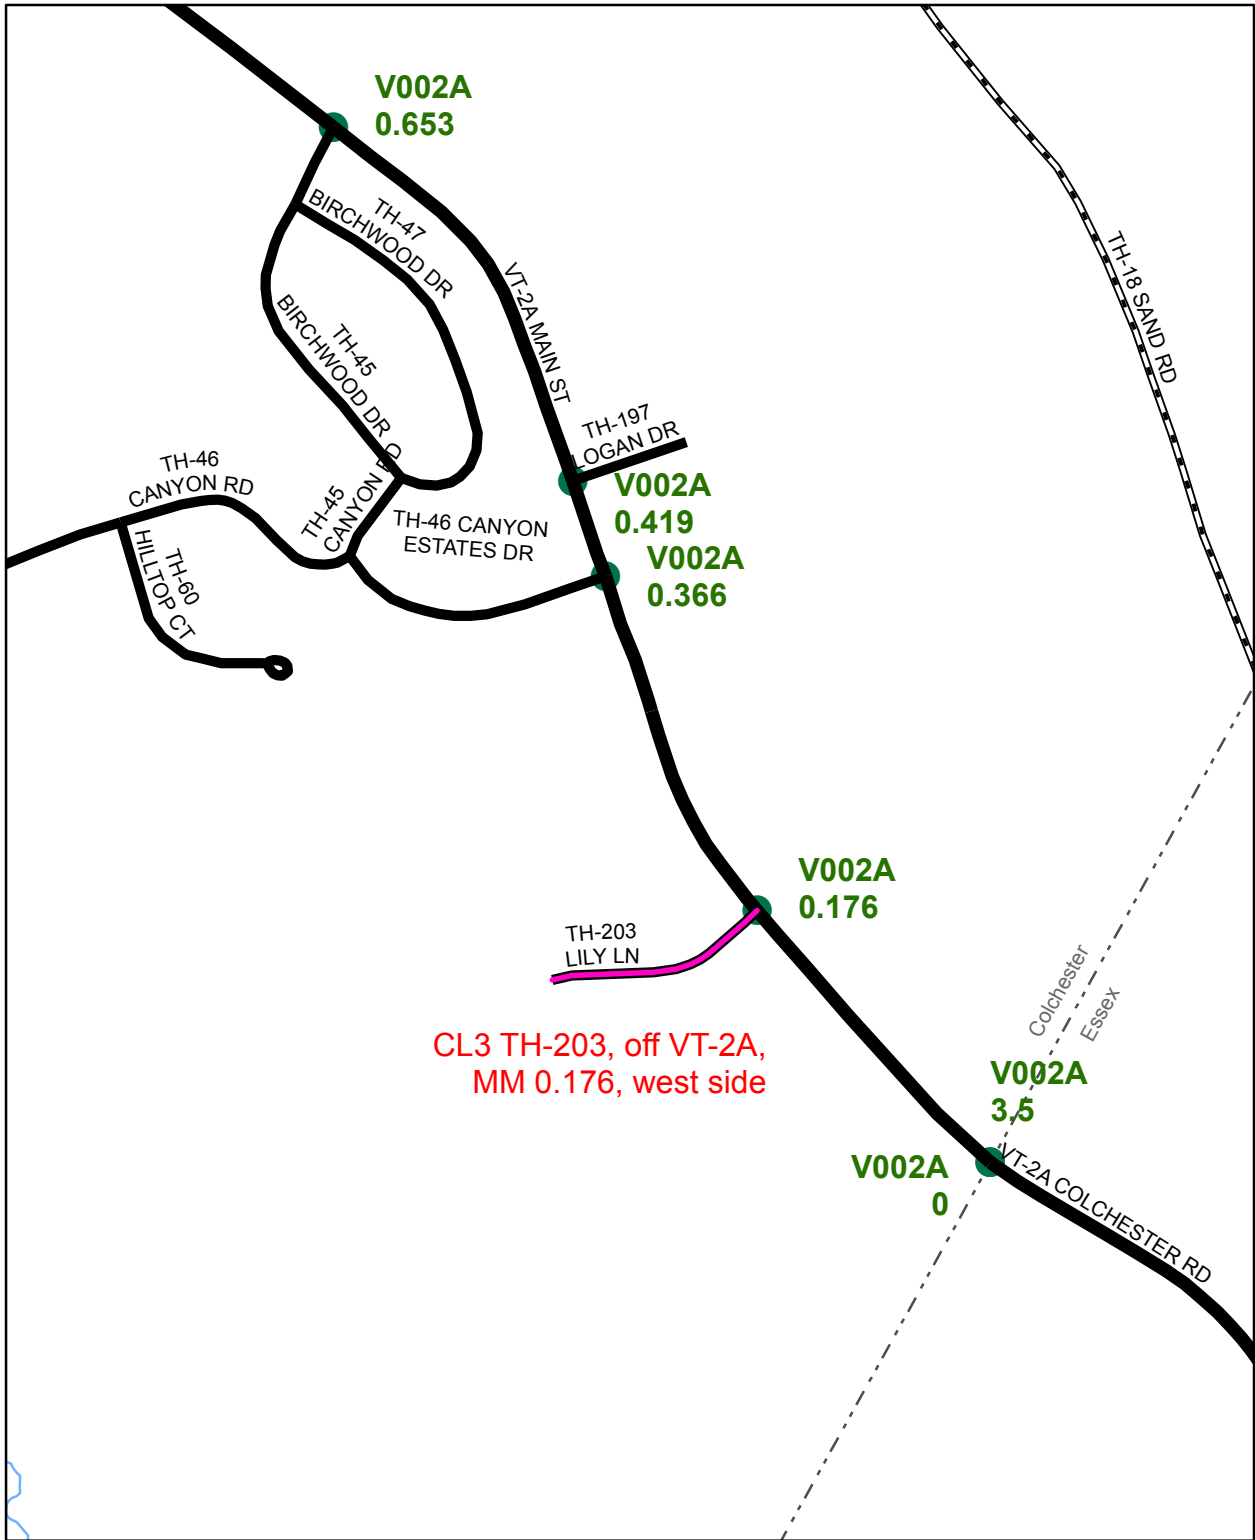 V002A
0.653
TH-47
BIRCHWOOD DR
VT-2A MAIN ST
TH-18 SAND RD
TH-45
BIRCHWOOD DR
TH-197
LOGAN DR
TH-46
CANYON RD
TH-45
CANYON RD
V002A
0.419
TH-46 CANYON
ESTATES DR
V002A
0.366
TH-60
HILLTOP CT
V002A
0.176
TH-203
LILY LN
Colchester
Essex
CL3 TH-203, off VT-2A,
MM 0.176, west side
V002A
3.5
V002A
0
VT-2A COLCHESTER RD